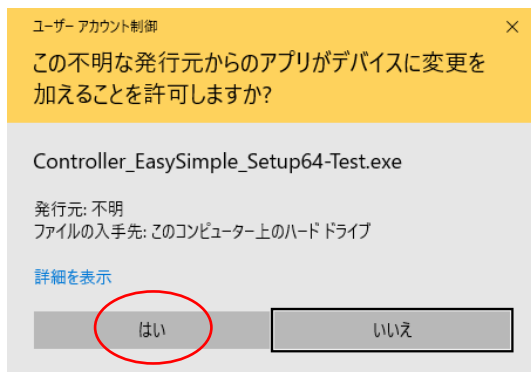 ユーザー アカウント制御
この不明な発行元からのアプリがデバイスに変更を
加えることを許可しますか?
Controller_EasySimple_Setup64-Test.exe
発行元: 不明
ファイルの入手先: このコンピューター上のハード ドライブ
詳細を表示
はい
いいえ